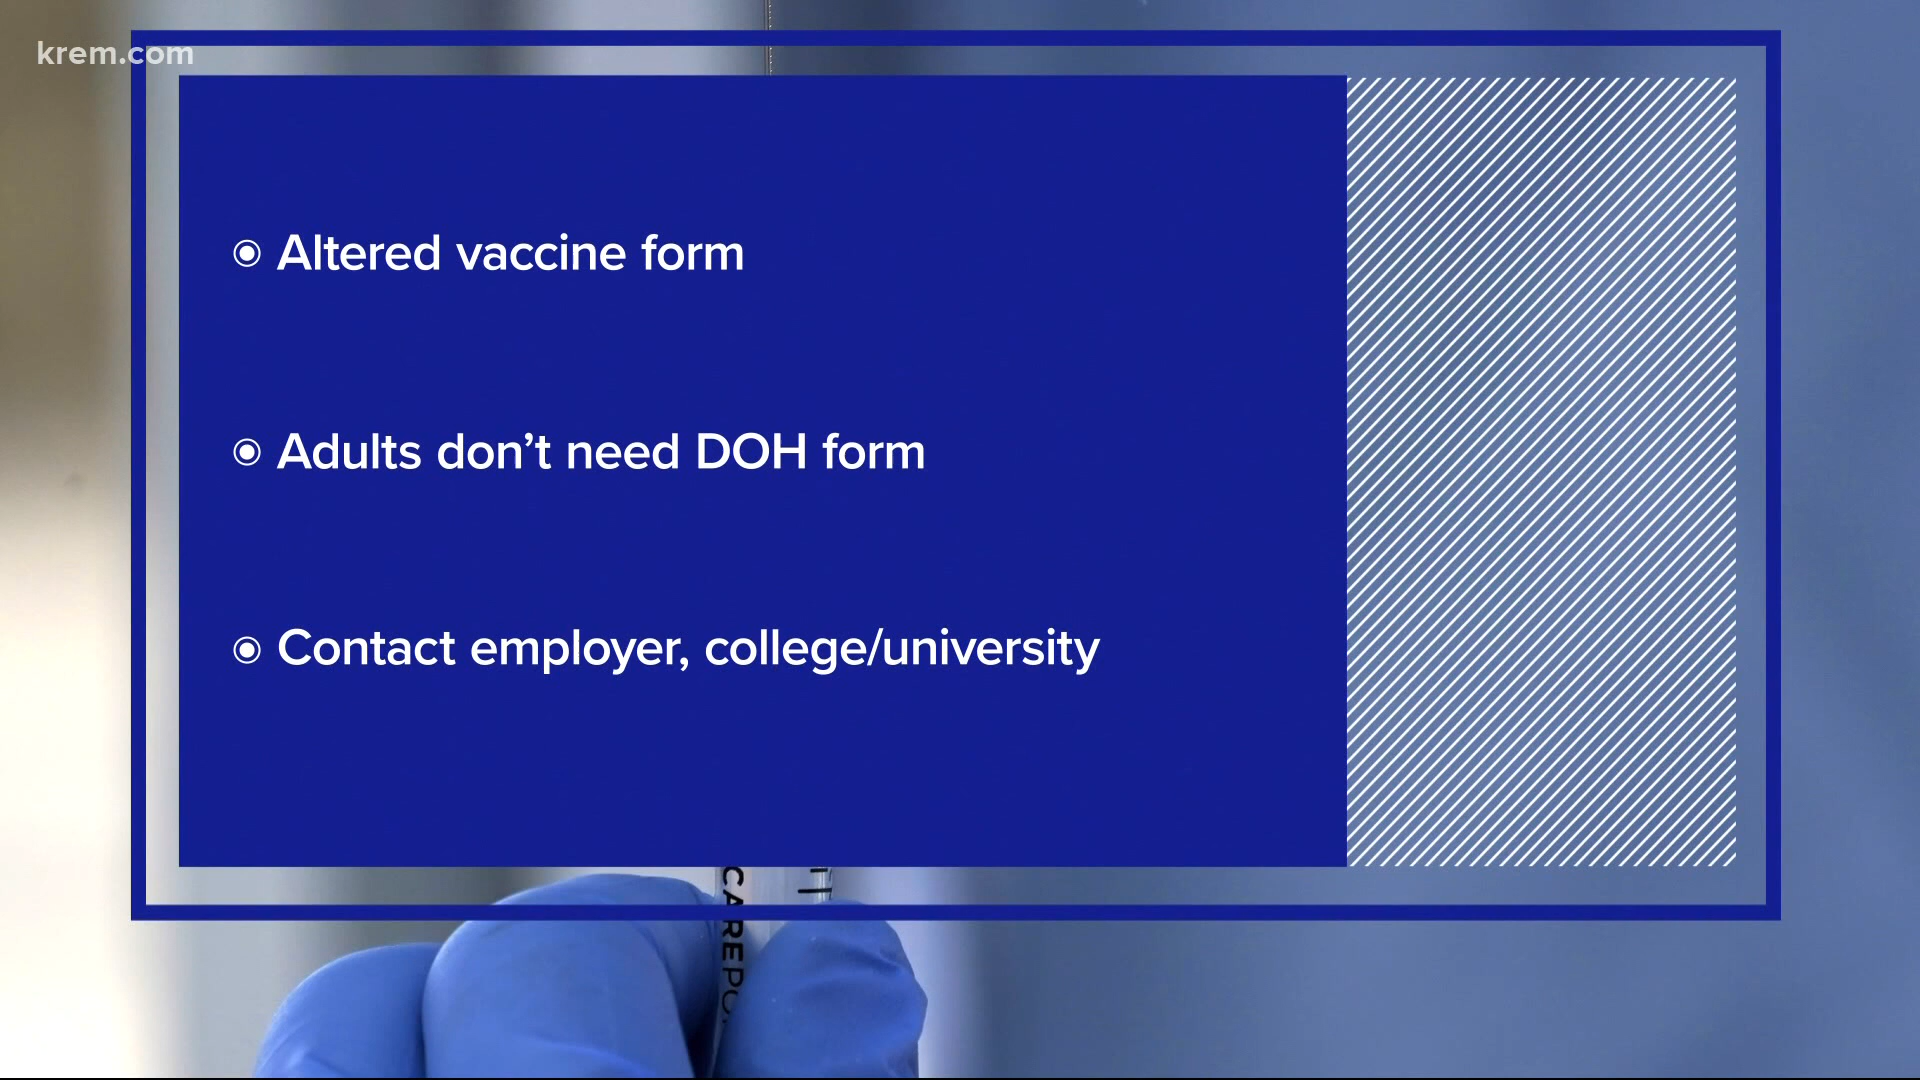 krem.com
Altered vaccine form
Adults don’t need DOH form
Contact employer, college/university